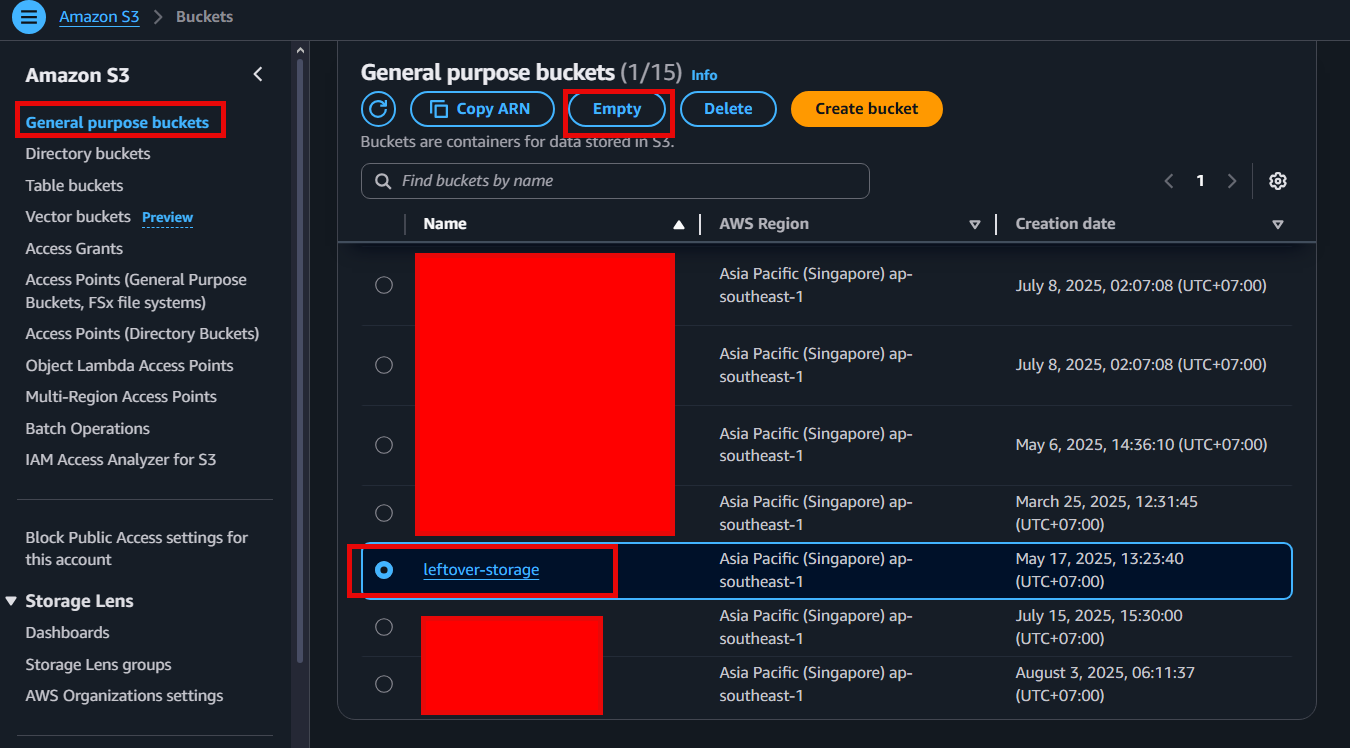 Amazon S3 > Buckets
Amazon S3
General purpose buckets
Directory buckets
Table buckets
Vector buckets Preview
Access Grants
Access Points (General Purpose
Buckets, FSx file systems)
Access Points (Directory Buckets)
Object Lambda Access Points
Multi-Region Access Points
Batch Operations
IAM Access Analyzer for S3
Block Public Access settings for
this account
Storage Lens
Dashboards
Storage Lens groups
AWS Organizations settings
General purpose buckets (1/15) Info
Copy ARN Empty Delete Create bucket
Buckets are containers for data stored in S3.
Find buckets by name
1
Name AWS Region Creation date
Asia Pacific (Singapore) ap-
southeast-1
July 8, 2025, 02:07:08 (UTC+07:00)
Asia Pacific (Singapore) ap-
southeast-1
July 8, 2025, 02:07:08 (UTC+07:00)
Asia Pacific (Singapore) ap-
southeast-1
May 6, 2025, 14:36:10 (UTC+07:00)
Asia Pacific (Singapore) ap-
southeast-1
March 25, 2025, 12:31:45
(UTC+07:00)
leftover-storage
Asia Pacific (Singapore) ap-
southeast-1
May 17, 2025, 13:23:40
(UTC+07:00)
Asia Pacific (Singapore) ap-
southeast-1
July 15, 2025, 15:30:00
(UTC+07:00)
Asia Pacific (Singapore) ap-
southeast-1
August 3, 2025, 06:11:37
(UTC+07:00)